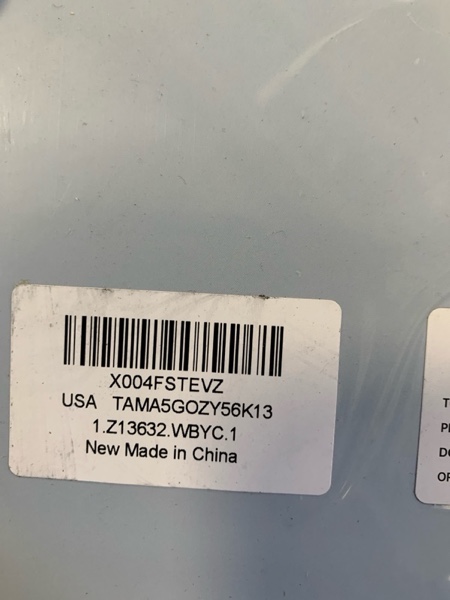 X004FSTEVZ
USA TAMA5GOZY56K13
1.Z13632.WBYC.1
New Made in China